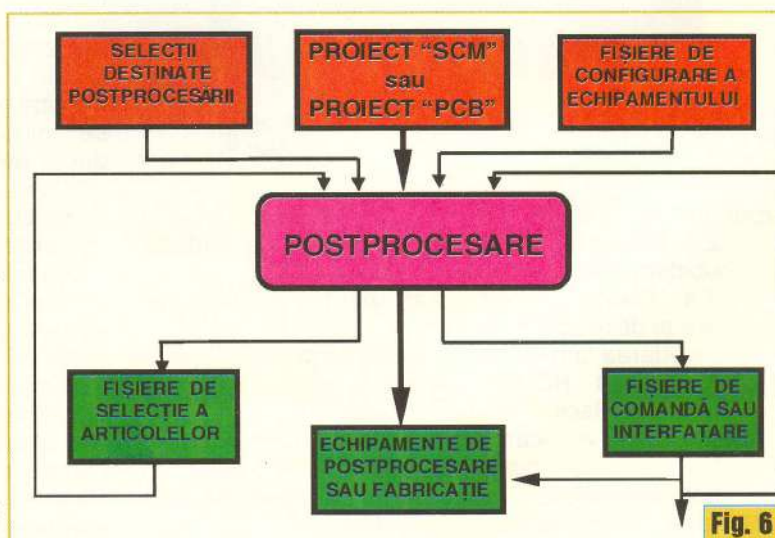 SELECȚII
DESTINATE
POSTPROCESĂRII
PROIECT “SCM”
sau
PROIECT “PCB”
FIȘIERE DE
CONFIGURARE A
ECHIPAMENTULUI
POSTPROCESARE
FIȘIERE DE
SELECȚIE A
ARTICOLELOR
ECHIPAMENTE DE
POSTPROCESARE
SAU FABRICAȚIE
FIȘIERE DE
COMANDĂ SAU
INTERFAȚARE
Fig. 6